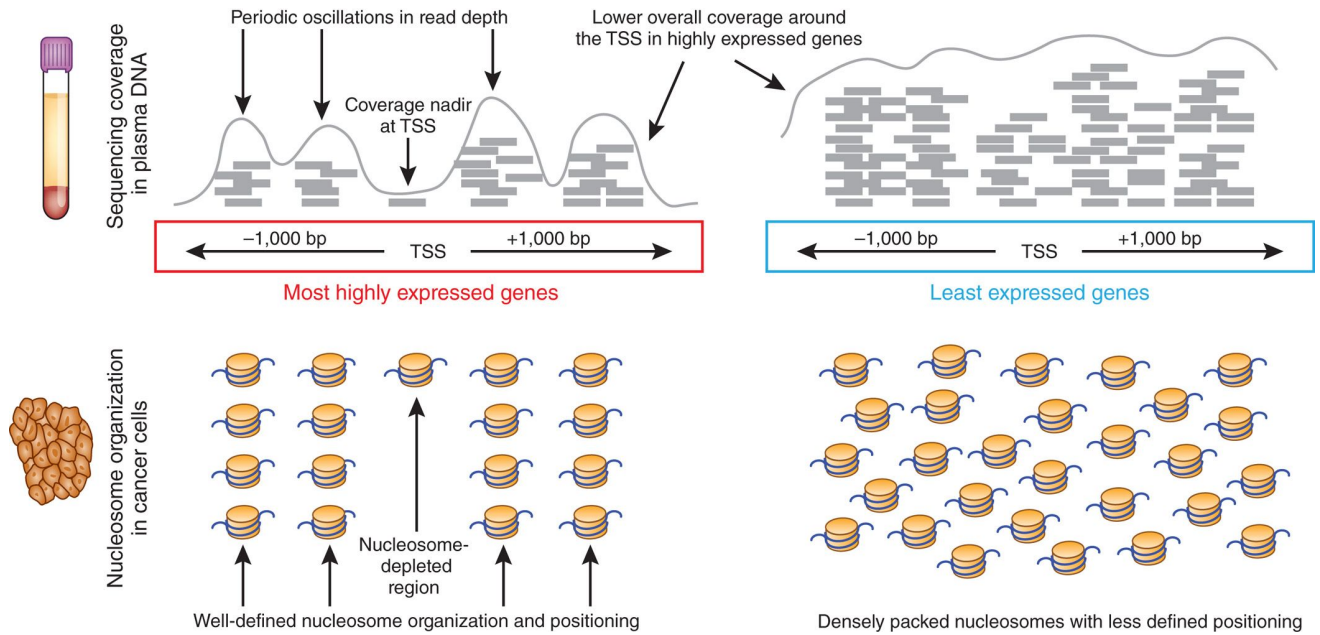 Periodic oscillations in read depth
Lower overall coverage around
the TSS in highly expressed genes
Sequencing coverage
in plasma DNA
Coverage nadir
at TSS
–1,000 bp
TSS
+1,000 bp
–1,000 bp
TSS
+1,000 bp
Most highly expressed genes
Least expressed genes
Nucleosome organization
in cancer cells
Nucleosome-
depleted
region
Well-defined nucleosome organization and positioning
Densely packed nucleosomes with less defined positioning